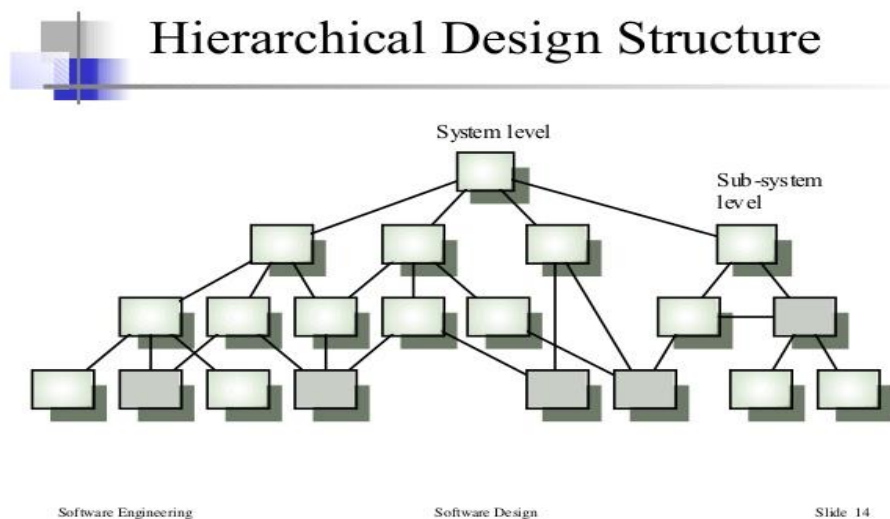 Hierarchical Design Structure
System level
Sub-system
level
Software Engineering
Software Design
Slide 14